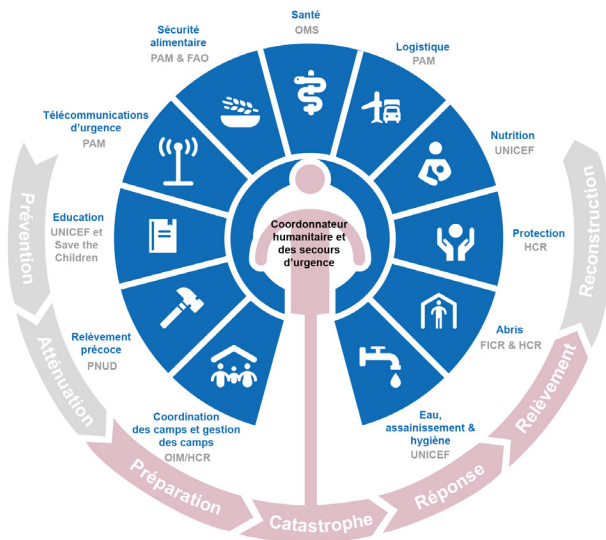 Santé
OMS
Logistique
PAM
Nutrition
UNICEF
Protection
HCR
Abris
FICR & HCR
Eau,
assainissement &
hygiène
UNICEF
Coordination
des camps et gestion
des camps
OIM/HCR
Relèvement
précoce
PNUD
Education
UNICEF et
Save the
Children
Télécommunications
d'urgence
PAM
Sécurité
alimentaire
PAM & FAO
Coordonnateur
humanitaire et
des secours
d'urgence
Prévention
Atténuation
Préparation
Catastrophe
Réponse
Relèvement
Reconstruction